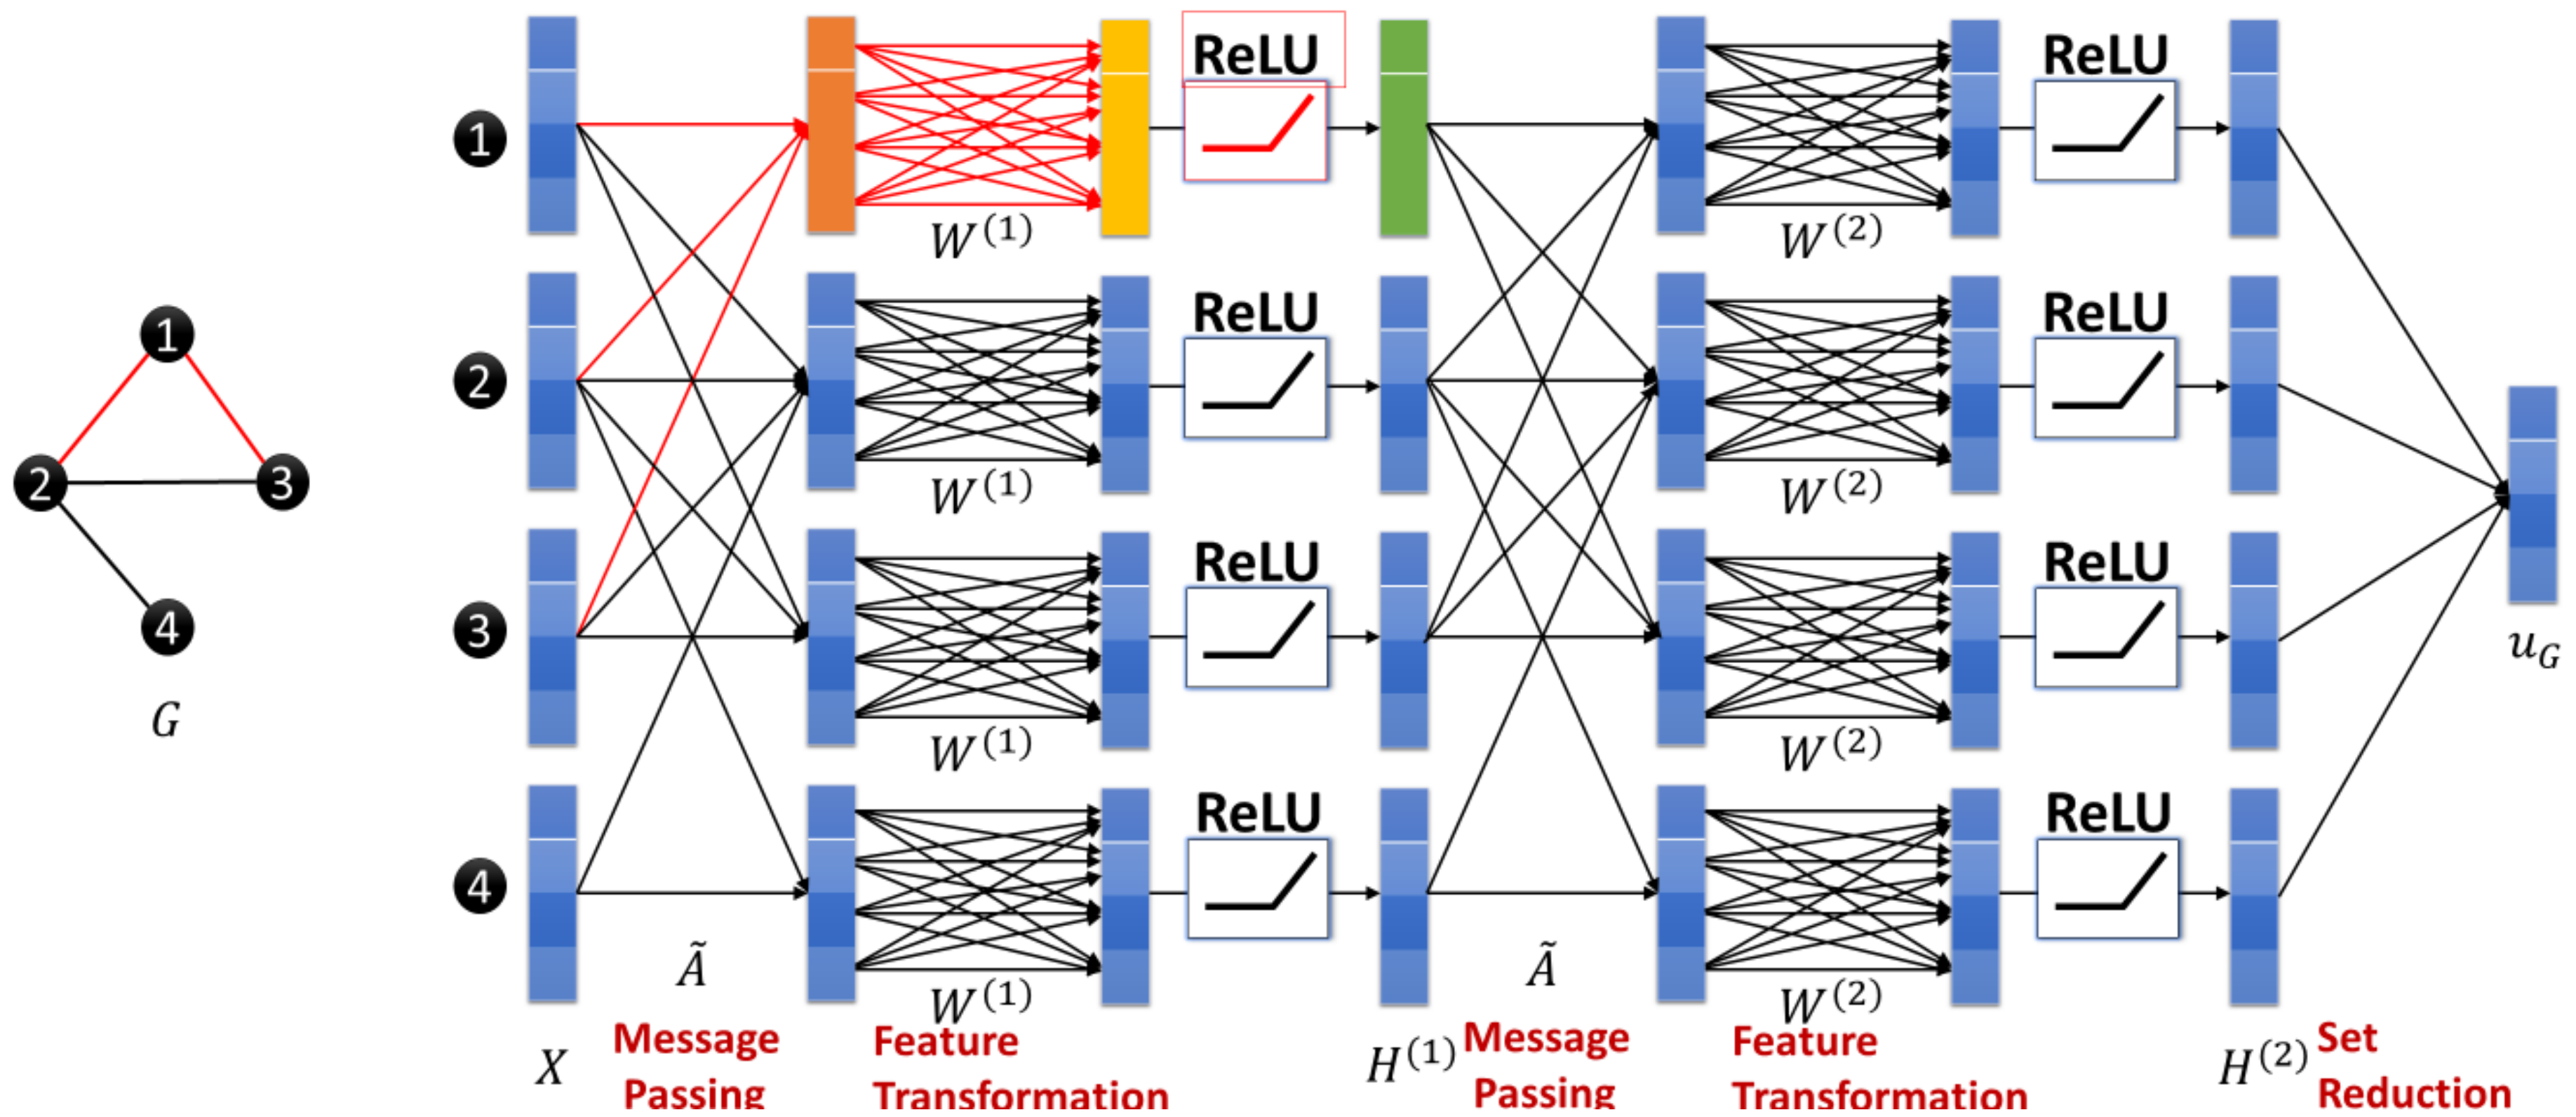 1
2
3
4
G
1
2
3
4
ReLU
ReLU
W^(1)
W^(2)
ReLU
ReLU
W^(1)
W^(2)
ReLU
ReLU
u_G
W^(1)
W^(2)
ReLU
ReLU
Ã
Ã
W^(1)
W^(2)
X
Message
Passing
Feature
Transformation
H^(1)
Message
Passing
Feature
Transformation
H^(2)
Set
Reduction